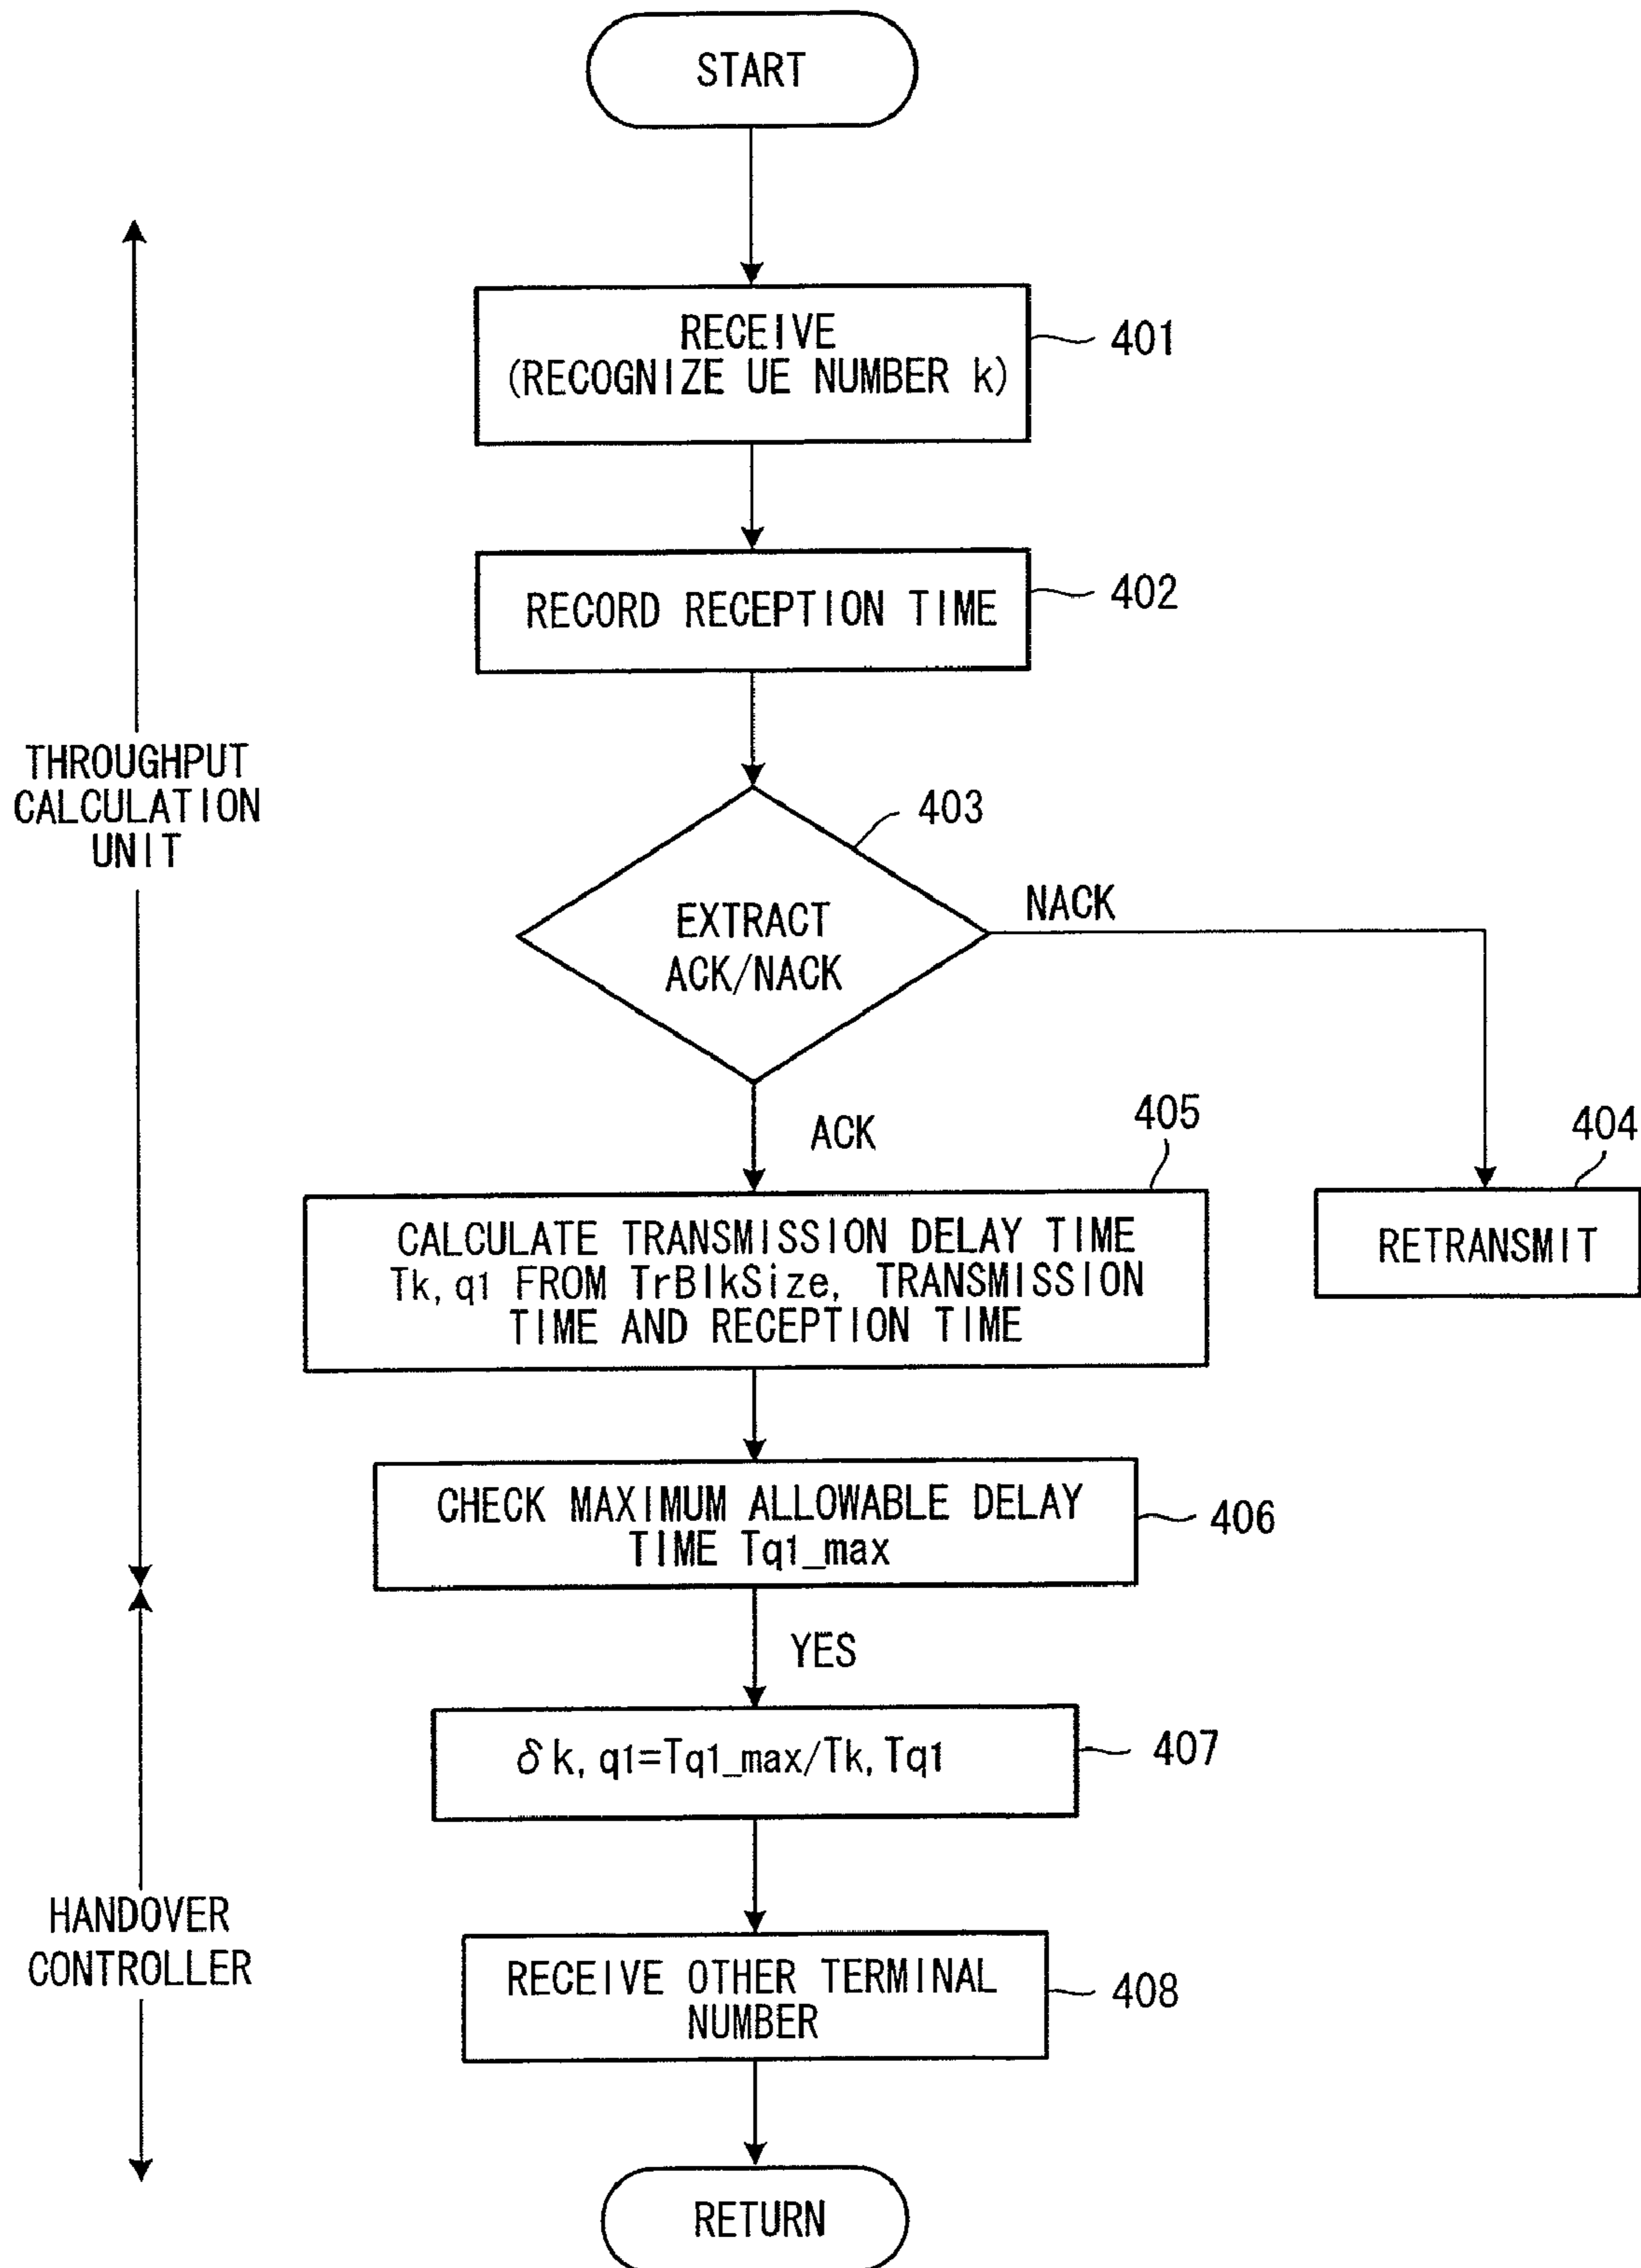 START
RECEIVE
(RECOGNIZE UE NUMBER k)
401
RECORD RECEPTION TIME
402
THROUGHPUT
CALCULATION
UNIT
403
EXTRACT
ACK/NACK
NACK
ACK
405
404
CALCULATE TRANSMISSION DELAY TIME
Tk, q1 FROM TrBlkSize, TRANSMISSION
TIME AND RECEPTION TIME
RETRANSMIT
CHECK MAXIMUM ALLOWABLE DELAY
TIME Tq1_max
406
YES
δk, q1=Tq1_max/Tk, Tq1
407
HANDOVER
CONTROLLER
RECEIVE OTHER TERMINAL
NUMBER
408
RETURN